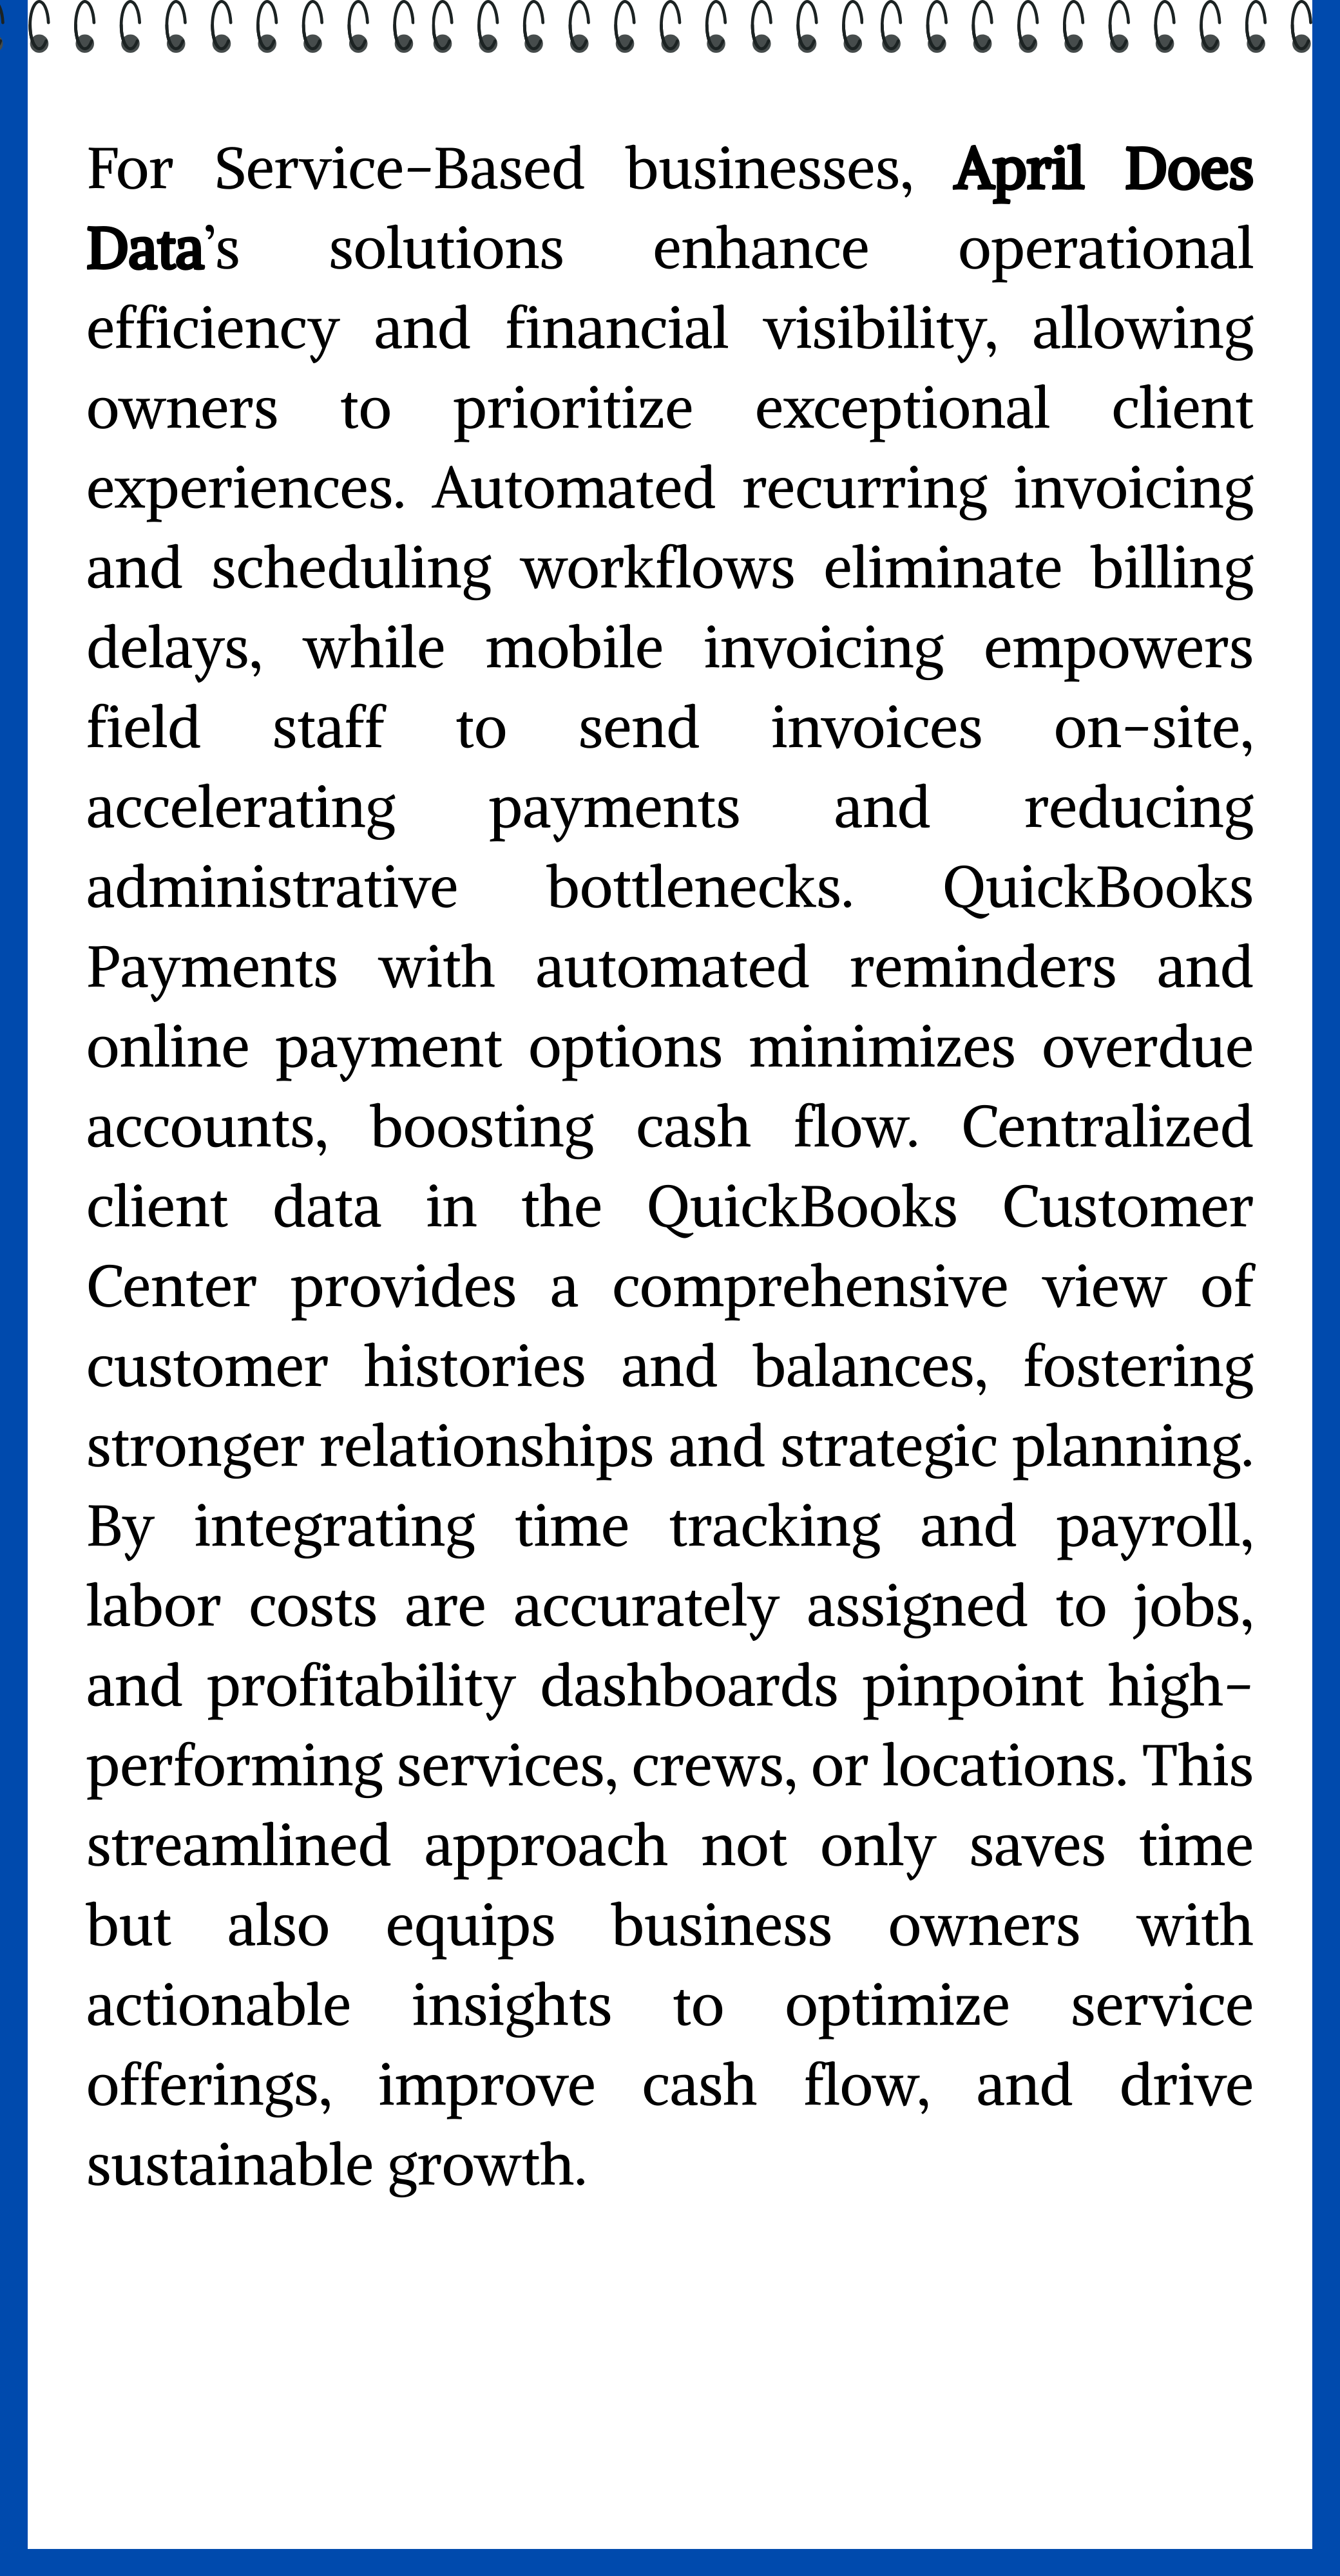 For Service-Based businesses, April Does
Data's solutions enhance operational
efficiency and financial visibility, allowing
owners to prioritize exceptional client
experiences. Automated recurring invoicing
and scheduling workflows eliminate billing
delays, while mobile invoicing empowers
field staff to send invoices on-site,
accelerating payments and reducing
administrative bottlenecks. QuickBooks
Payments with automated reminders and
online payment options minimizes overdue
accounts, boosting cash flow. Centralized
client data in the QuickBooks Customer
Center provides a comprehensive view of
customer histories and balances, fostering
stronger relationships and strategic planning.
By integrating time tracking and payroll,
labor costs are accurately assigned to jobs,
and profitability dashboards pinpoint high-
performing services, crews, or locations. This
streamlined approach not only saves time
but also equips business owners with
actionable insights to optimize service
offerings, improve cash flow, and drive
sustainable growth.